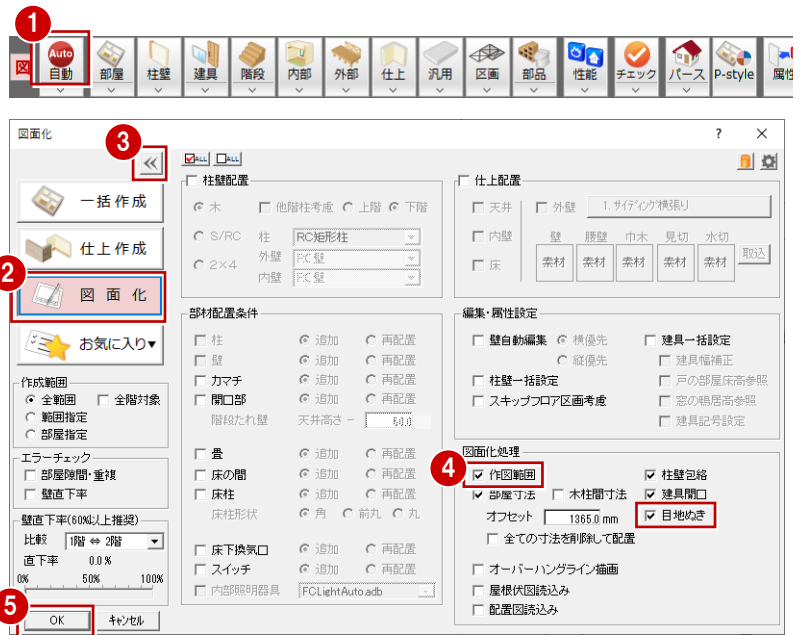 1
図 Auto 自動 部屋 柱壁 建具 階段 内部 外部 仕上 汎用 区画 部品 性能 チェック パース P-style 属性
図面化 ? ×
3
ALL ALL
一括作成
仕上作成
2
図 面 化
お気に入り▼
作成範囲
全範囲 全階対象
範囲指定
部屋指定
エラーチェック
部屋隙間・重複
壁直下率
壁直下率(60%以上推奨)
比較 1階 ⇔ 2階
直下率 0.0 %
0% 50% 100%
5
OK キャンセル
柱壁配置
木 他階柱考慮 上階 下階
S/RC 柱 RC矩形柱
2×4 外壁 RC壁
内壁 RC壁
部材配置条件
柱 追加 再配置
壁 追加 再配置
カマチ 追加 再配置
開口部 追加 再配置
階段たれ壁 天井高さ - 60.0
畳 追加 再配置
床の間 追加 再配置
床柱 追加 再配置
床柱形状 角 前丸 丸
床下換気口 追加 再配置
スイッチ 追加 再配置
内部照明器具 FCLightAuto.adb
仕上配置
天井 外壁 1. サイディング横張り
内壁 壁 腰壁 巾木 見切 水切
床 素材 素材 素材 素材 素材 取込
編集・属性設定
壁自動編集 横優先 建具一括設定
縦優先 建具幅補正
柱壁一括設定 戸の部屋床高参照
スキップフロア区画考慮 窓の鴨居高参照
建具記号設定
図面化処理
4
作図範囲 柱壁包絡
部屋寸法 木柱間寸法 建具開口
オフセット 1365.0 mm 目地ぬき
全ての寸法を削除して配置
オーバーハングライン描画
屋根伏図読込み
配置図読込み